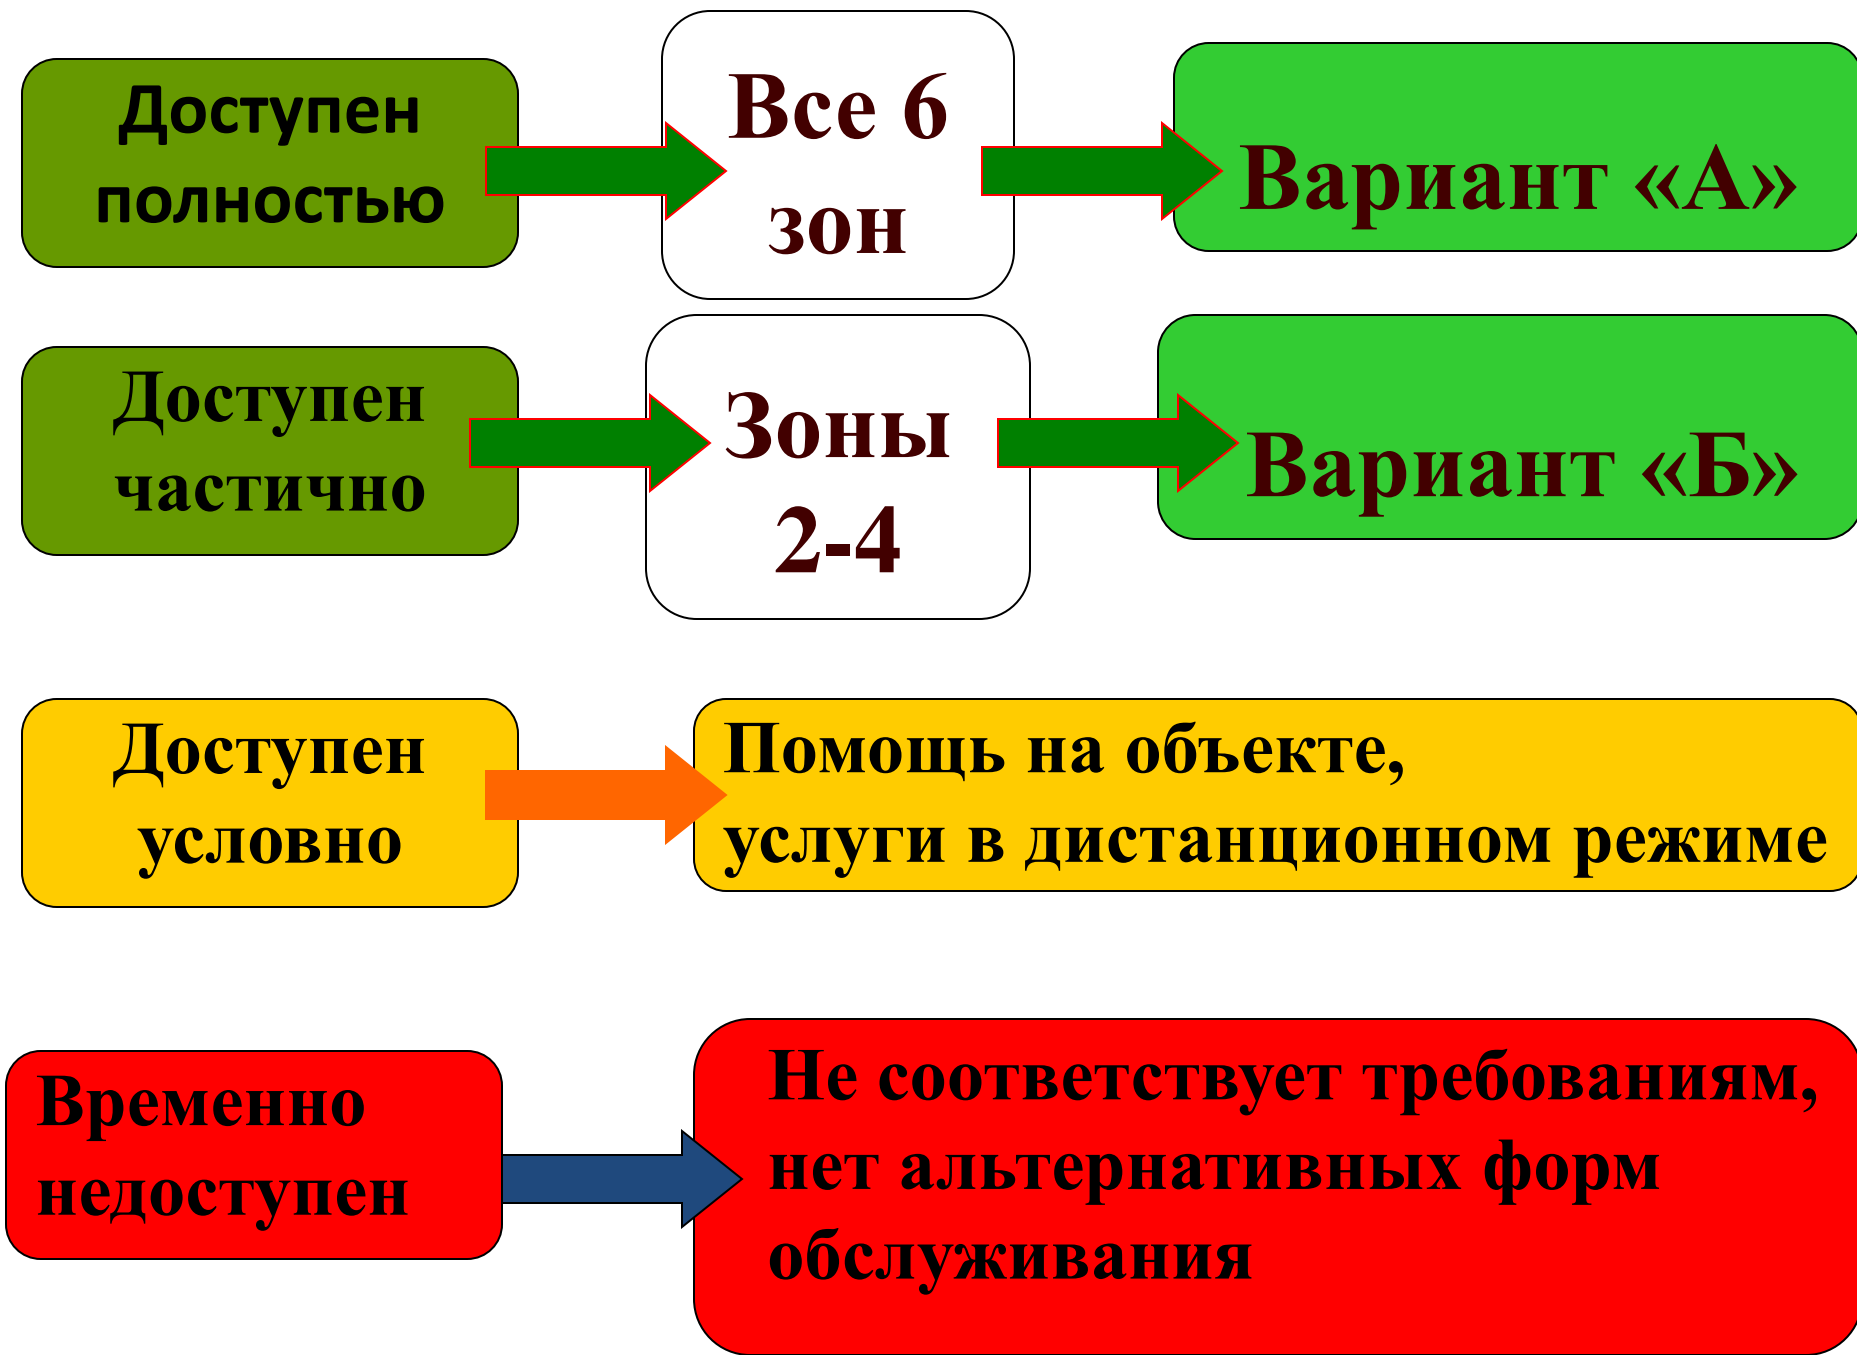 Доступен
полностью
Все 6
зон
Вариант «А»
Доступен
частично
Зоны
2-4
Вариант «Б»
Доступен
условно
Помощь на объекте,
услуги в дистанционном режиме
Временно
недоступен
Не соответствует требованиям,
нет альтернативных форм
обслуживания